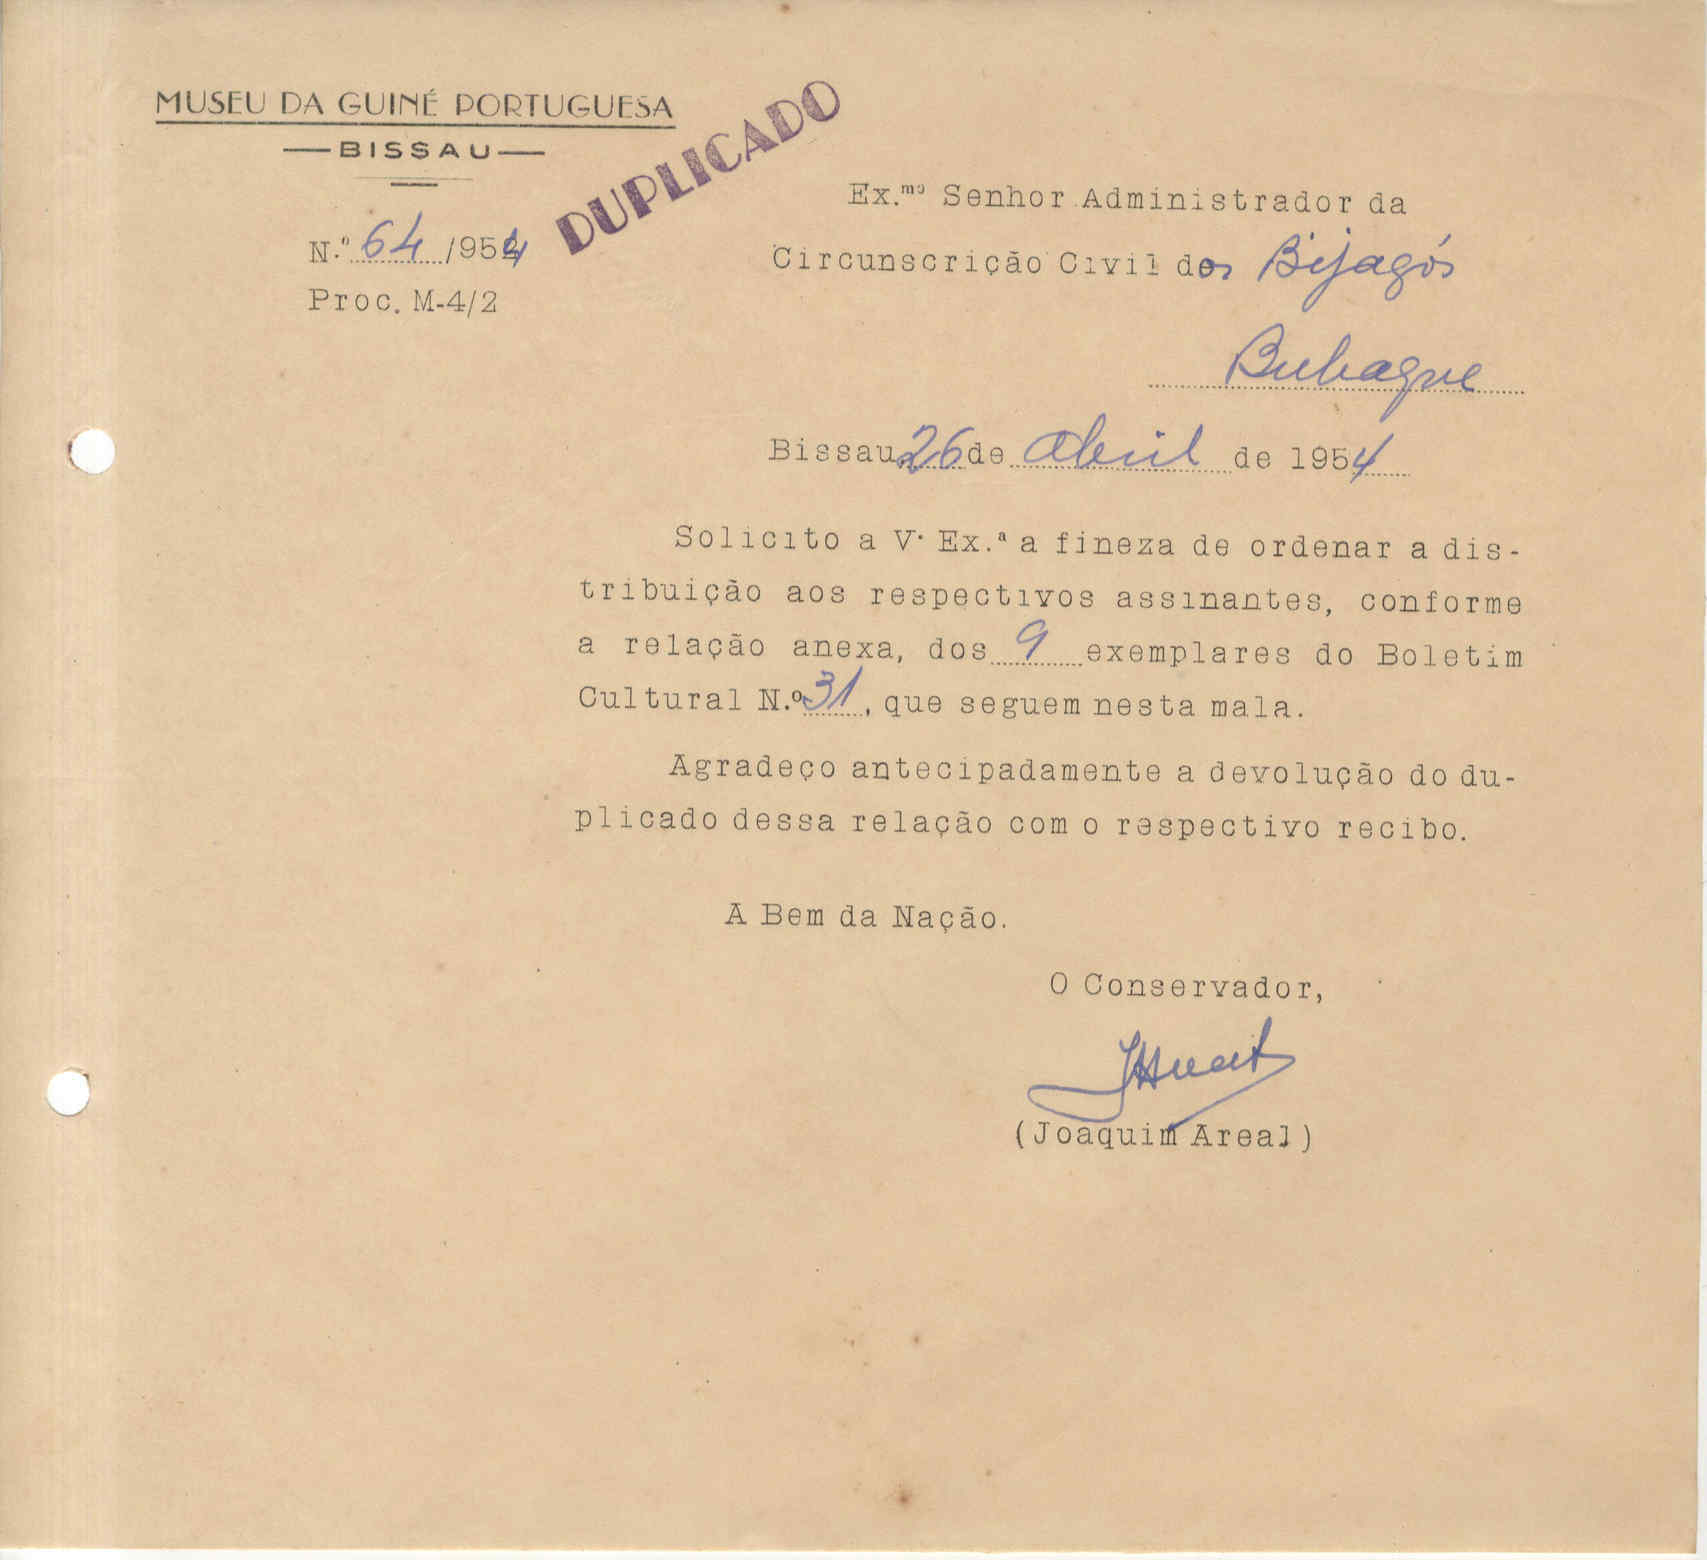 MUSEU DA GUINÉ PORTUGUESA
BISSAU
DUPLICADO
N.º 64 /954
Proc. M-4/2
Ex.mo Senhor Administrador da
Circunscrição Civil dos Bijagós
Bubaque
Bissau 26 de Abril de 1954
Solicito a V. Ex.ª a fineza de ordenar a dis-
tribuição aos respectivos assinantes, conforme
a relação anexa, dos 9 exemplares do Boletim
Cultural N.º 31, que seguem nesta mala.
Agradeço antecipadamente a devolução do du-
plicado dessa relação com o respectivo recibo.
A Bem da Nação.
O Conservador,
(Joaquim Areal)